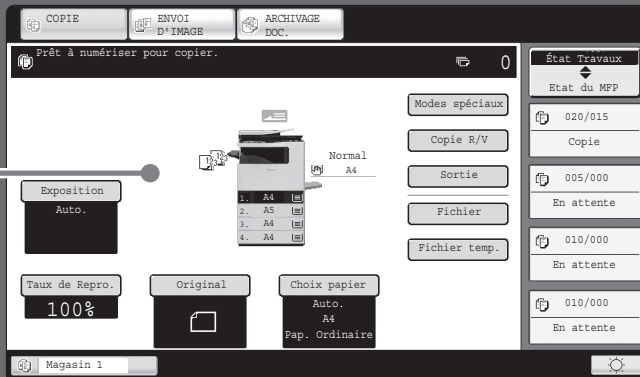 COPIE
ENVOI
D'IMAGE
ARCHIVAGE
DOC.
Prêt à numériser pour copier.
0
État Travaux
Etat du MFP
020/015
Copie
005/000
En attente
010/000
En attente
010/000
En attente
Modes spéciaux
Copie R/V
Sortie
Fichier
Fichier temp.
Normal
A4
1. A4
2. A5
3. A4
4. A4
Exposition
Auto.
Taux de Repro.
100%
Original
Choix papier
Auto.
A4
Pap. Ordinaire
Magasin 1